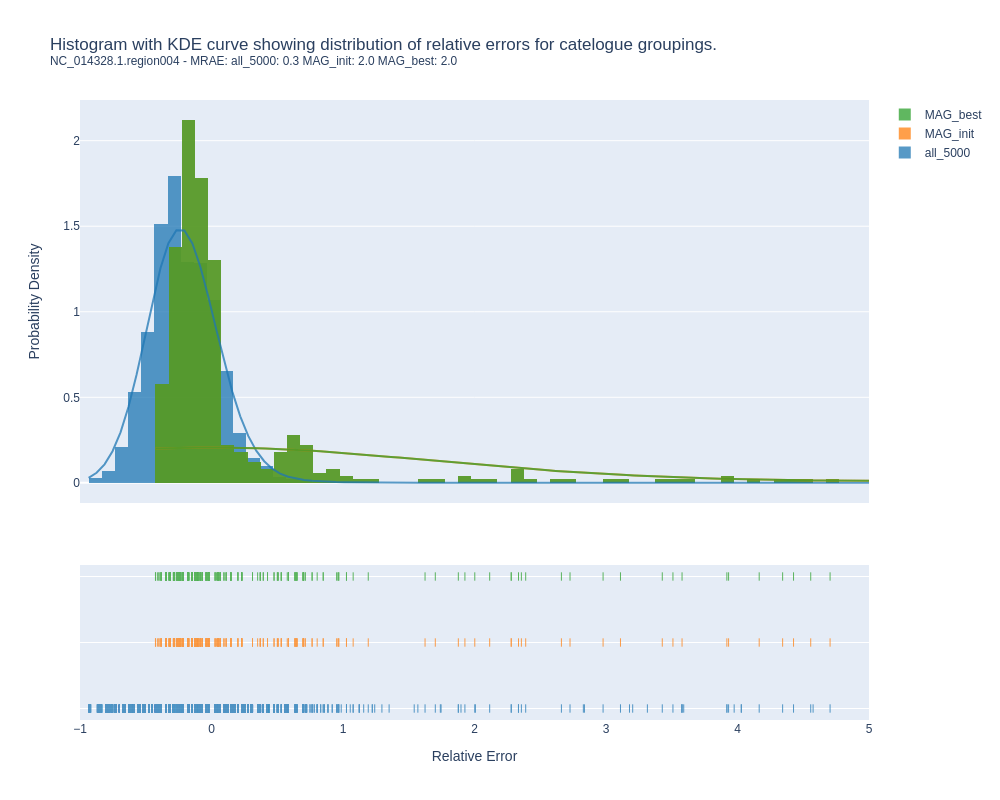 Histogram with KDE curve showing distribution of relative errors for catelogue groupings.
NC_014328.1.region004 - MRAE: all_5000: 0.3 MAG_init: 2.0 MAG_best: 2.0
MAG_best
MAG_init
all_5000
2
1.5
1
0.5
0
Probability Density
−1
0
1
2
3
4
5
Relative Error